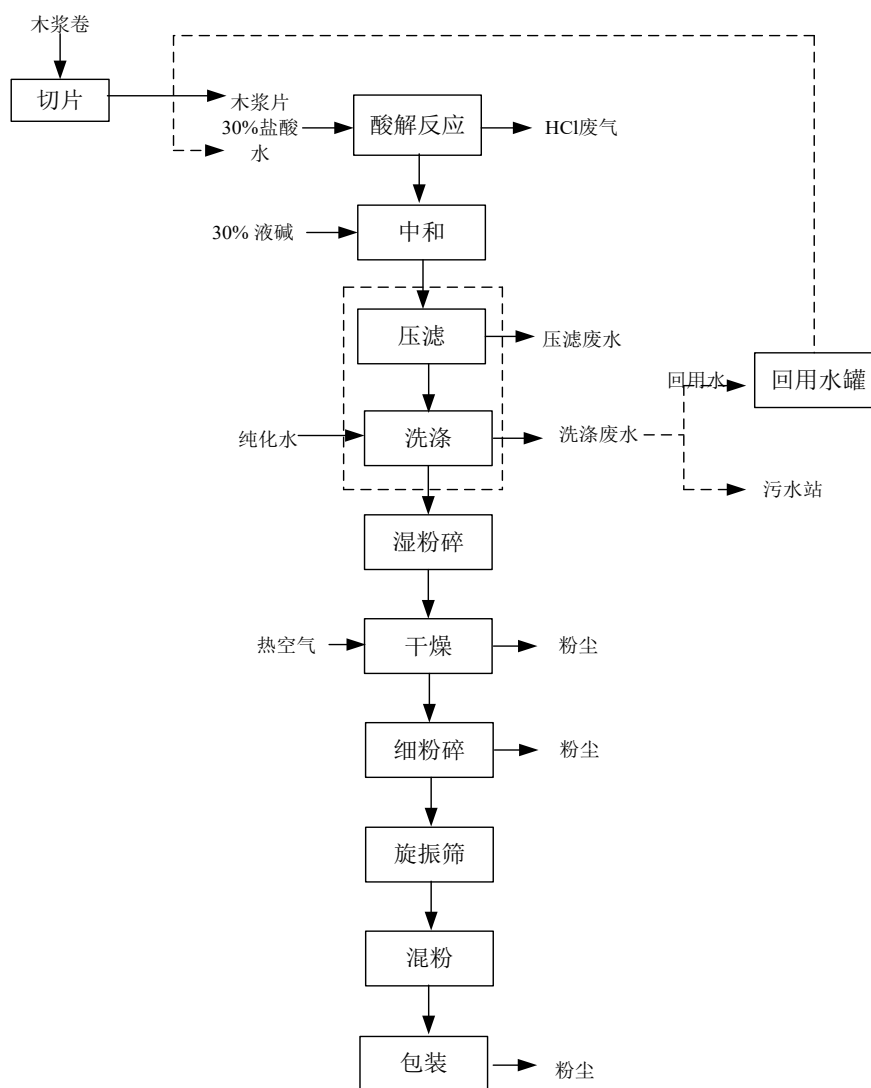 木浆卷
切片
木浆片
30%盐酸
水
酸解反应
HCl废气
30% 液碱
中和
压滤
压滤废水
回用水
回用水罐
纯化水
洗涤
洗涤废水
污水站
湿粉碎
热空气
干燥
粉尘
细粉碎
粉尘
旋振筛
混粉
包装
粉尘